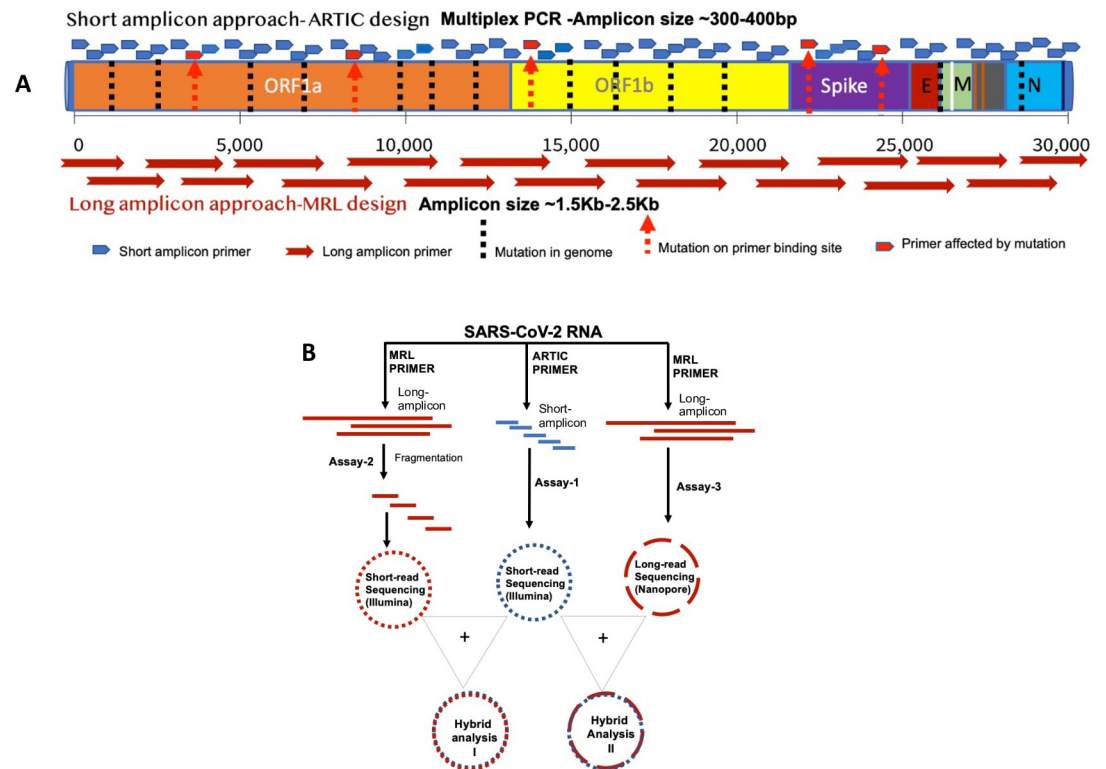 Short amplicon approach-ARTIC design Multiplex PCR -Amplicon size ~300-400bp
A
ORF1a ORF1b Spike E M N
0 5,000 10,000 15,000 20,000 25,000 30,000
Long amplicon approach-MRL design Amplicon size ~1.5Kb-2.5Kb
Short amplicon primer Long amplicon primer Mutation in genome Mutation on primer binding site Primer affected by mutation
B
SARS-CoV-2 RNA
MRL
PRIMER
ARTIC
PRIMER
MRL
PRIMER
Long-
amplicon
Short-
amplicon
Long-
amplicon
Assay-2
Fragmentation
Assay-1
Assay-3
Short-read
Sequencing
(Illumina)
Short-read
Sequencing
(Illumina)
Long-read
Sequencing
(Nanopore)
+ +
Hybrid
analysis
I
Hybrid
Analysis
II